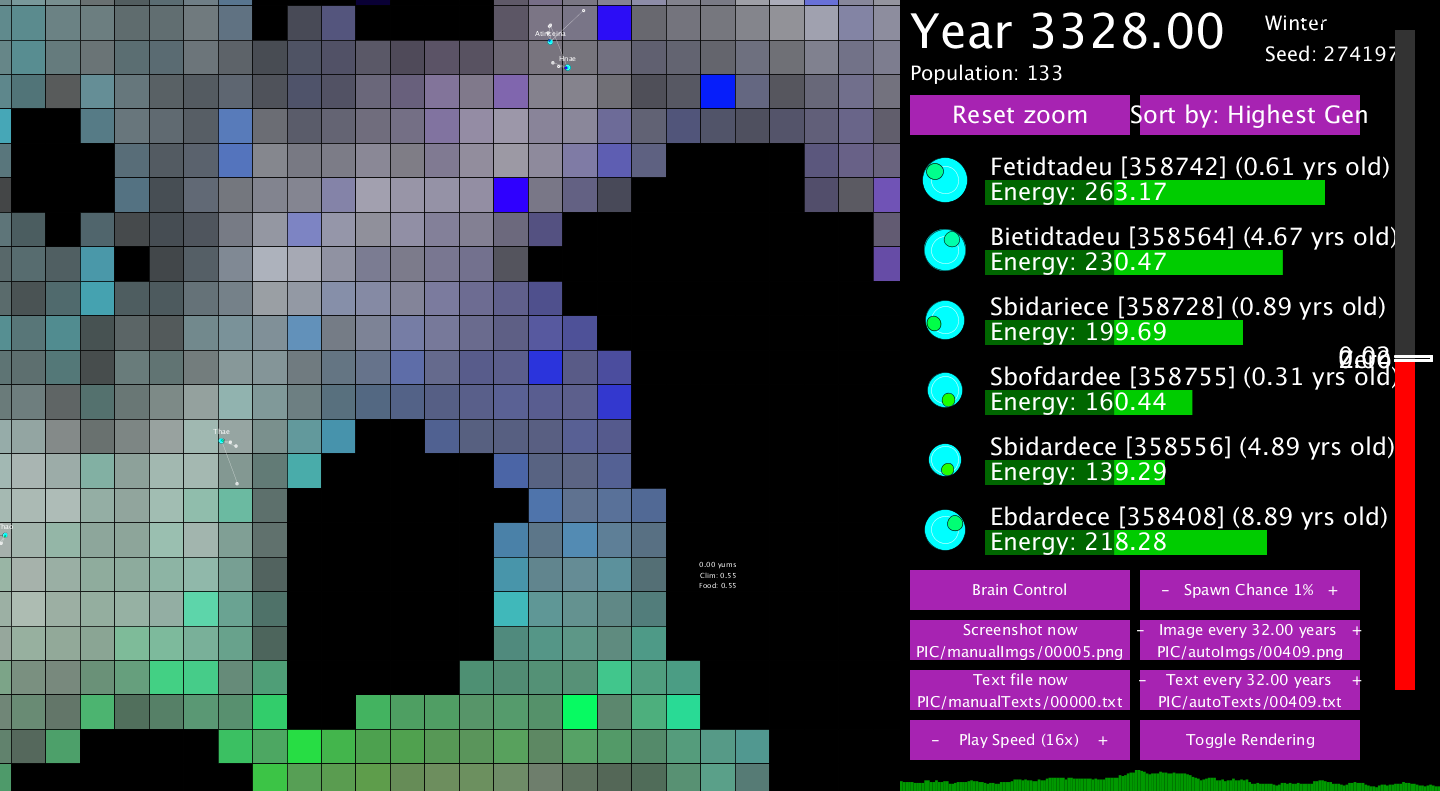 Hnae
Thae
0.00 yums
Clim: 0.55
Food: 0.55
Year 3328.00
Winter
Seed: 274197
Population: 133
Reset zoom
Sort by: Highest Gen
Fetidtadeu [358742] (0.61 yrs old)
Energy: 263.17
Bietidtadeu [358564] (4.67 yrs old)
Energy: 230.47
Sbidariece [358728] (0.89 yrs old)
Energy: 199.69
Sbofdardee [358755] (0.31 yrs old)
Energy: 160.44
Sbidardece [358556] (4.89 yrs old)
Energy: 139.29
Ebdardece [358408] (8.89 yrs old)
Energy: 218.28
Brain Control
- Spawn Chance 1% +
Screenshot now
PIC/manualImgs/00005.png
- Image every 32.00 years +
PIC/autoImgs/00409.png
Text file now
PIC/manualTexts/00000.txt
- Text every 32.00 years +
PIC/autoTexts/00409.txt
- Play Speed (16x) +
Toggle Rendering